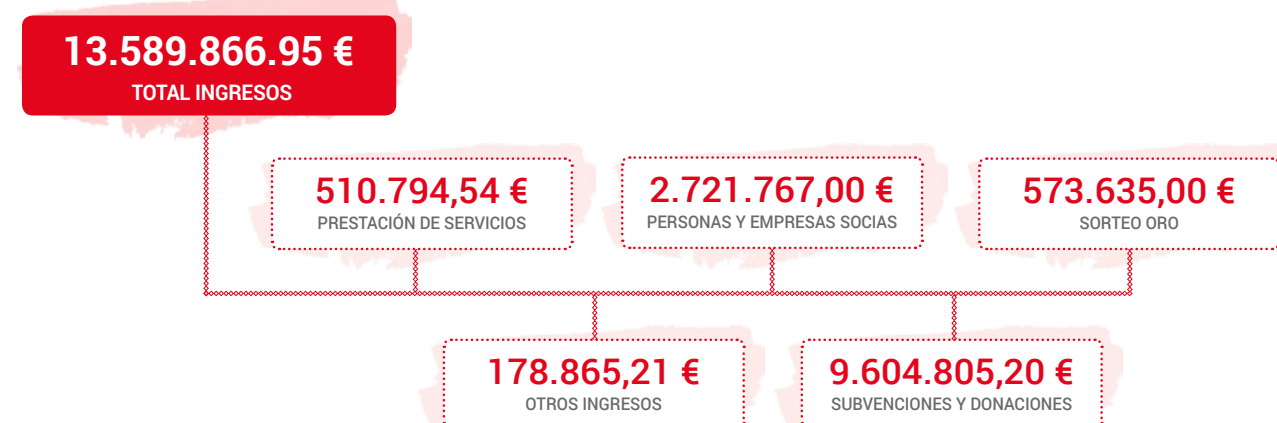 13.589.866.95 €
TOTAL INGRESOS
510.794,54 €
PRESTACIÓN DE SERVICIOS
2.721.767,00 €
PERSONAS Y EMPRESAS SOCIAS
573.635,00 €
SORTEO ORO
178.865,21 €
OTROS INGRESOS
9.604.805,20 €
SUBVENCIONES Y DONACIONES